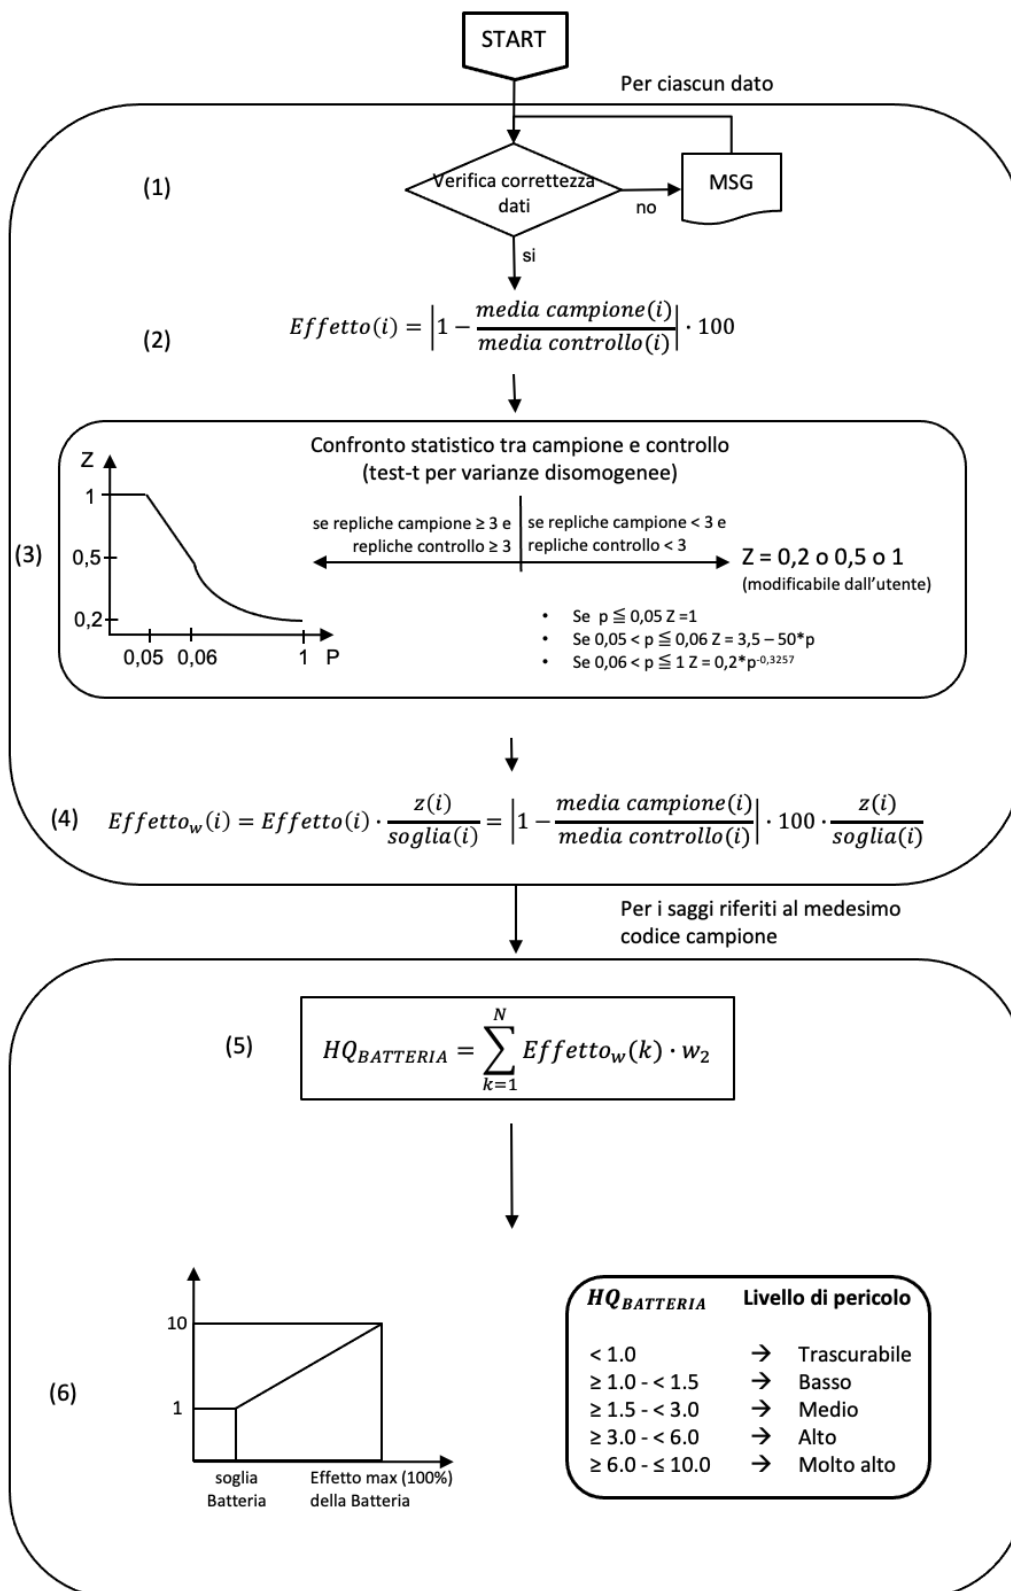 START
Per ciascun dato
(1)
Verifica correttezza
dati
no
MSG
si
(2)
Effetto(i) = |1 − media campione(i) / media controllo(i)| · 100
Confronto statistico tra campione e controllo
(test-t per varianze disomogenee)
(3)
Z
1
0,5
0,2
0,05
0,06
1
P
se repliche campione ≥ 3 e
repliche controllo ≥ 3
se repliche campione < 3 e
repliche controllo < 3
Z = 0,2 o 0,5 o 1
(modificabile dall'utente)
• Se p ≦ 0,05 Z =1
• Se 0,05 < p ≦ 0,06 Z = 3,5 – 50*p
• Se 0,06 < p ≦ 1 Z = 0,2*p^-0,3257
(4)
Effetto_w(i) = Effetto(i) · z(i) / soglia(i) = |1 − media campione(i) / media controllo(i)| · 100 · z(i) / soglia(i)
Per i saggi riferiti al medesimo
codice campione
(5)
HQ_BATTERIA = ∑_{k=1}^{N} Effetto_w(k) · w_2
(6)
10
1
soglia
Batteria
Effetto max (100%)
della Batteria
HQ_BATTERIA Livello di pericolo
< 1.0 → Trascurabile
≥ 1.0 - < 1.5 → Basso
≥ 1.5 - < 3.0 → Medio
≥ 3.0 - < 6.0 → Alto
≥ 6.0 - ≤ 10.0 → Molto alto